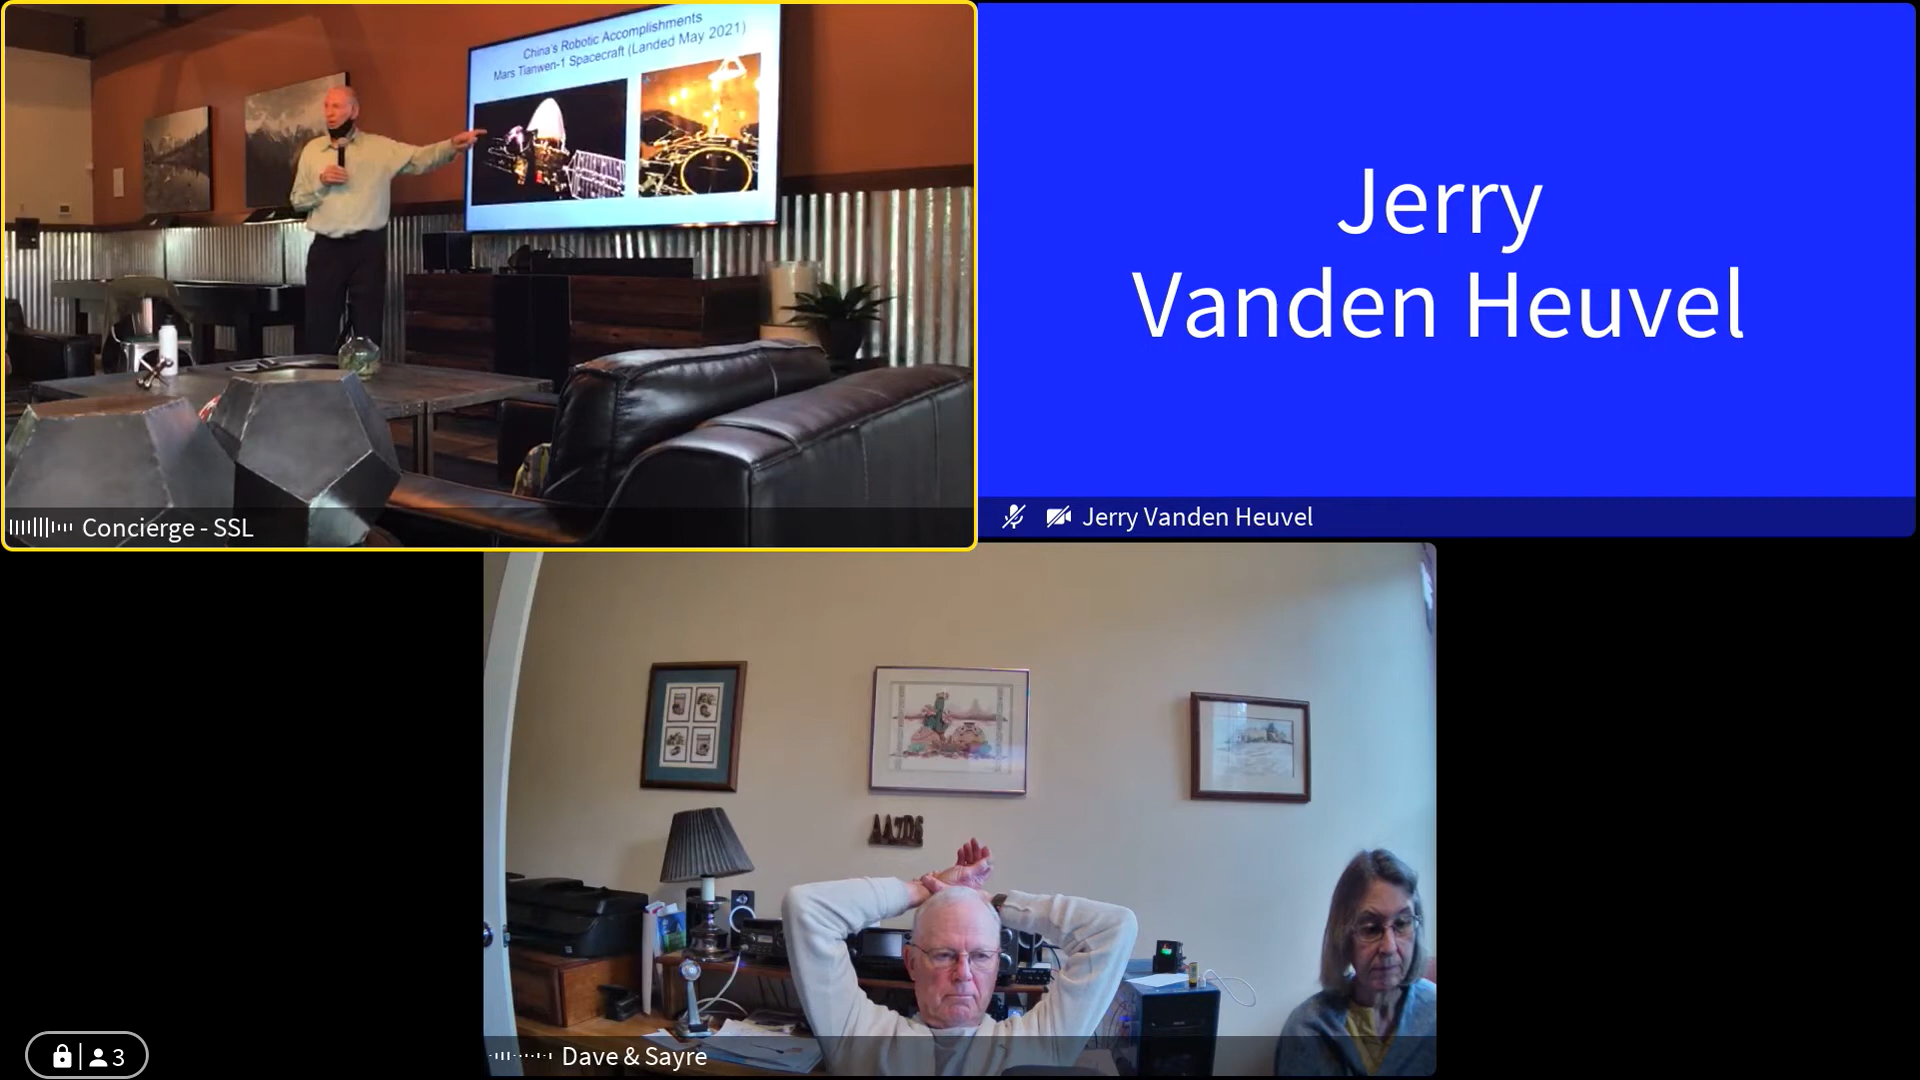 China's Robotic Accomplishments
Mars Tianwen-1 Spacecraft (Landed May 2021)
Concierge - SSL
Jerry
Vanden Heuvel
Jerry Vanden Heuvel
AA7DS
Dave & Sayre
3